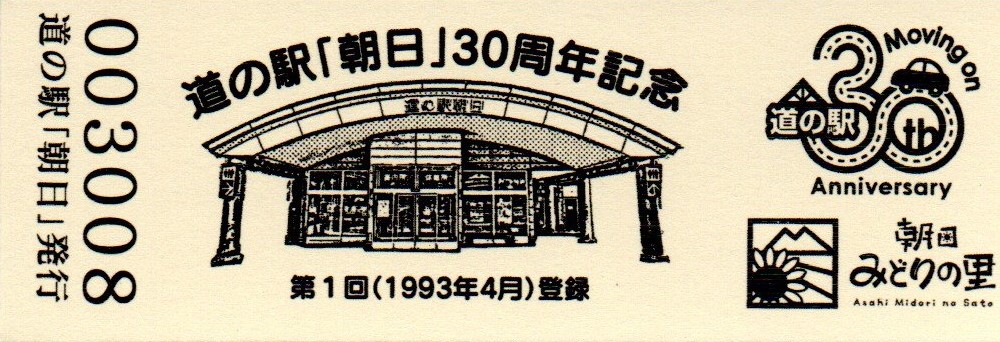 003008
道の駅「朝日」発行
道の駅「朝日」30周年記念
道の駅朝日
第1回(1993年4月)登録
Moving on
30th
道の駅
Anniversary
朝日
みどりの里
Asahi Midori no Sato